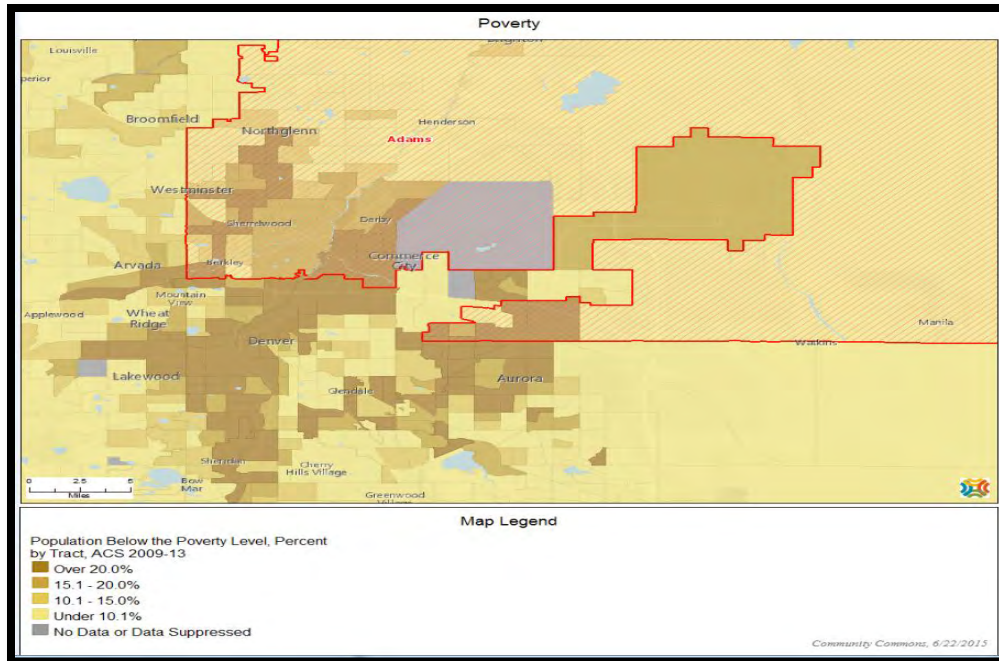 Poverty
Louisville
Brighton
perior
Henderson
Broomfield
Northglenn
Adams
Westminster
Sherrelwood
Derby
Commerce
City
Arvada
Berkley
Mountain
View
Applewood
Wheat
Ridge
Manila
Denver
Watkins
Lakewood
Aurora
Glendale
Sheridan
Cherry
Hills Village
Bow
Mar
Greenwood
Village
0 2.5 5
Miles
Map Legend
Population Below the Poverty Level, Percent
by Tract, ACS 2009-13
Over 20.0%
15.1 - 20.0%
10.1 - 15.0%
Under 10.1%
No Data or Data Suppressed
Community Commons, 6/22/2015